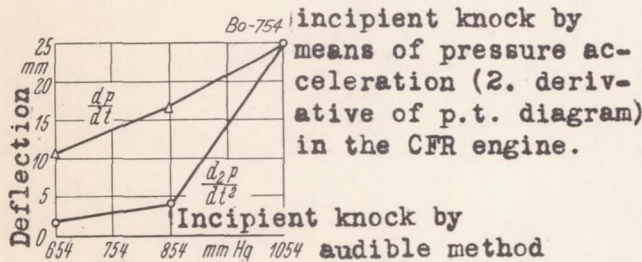 Bo-754
incipient knock by
means of pressure ac-
celeration (2. deriv-
ative of p.t. diagram)
in the CFR engine.
25
mm
20
15
10
5
0
Deflection
dp
dt
d₂p
dt²
Incipient knock by
audible method
654 754 854 mm Hg 1054